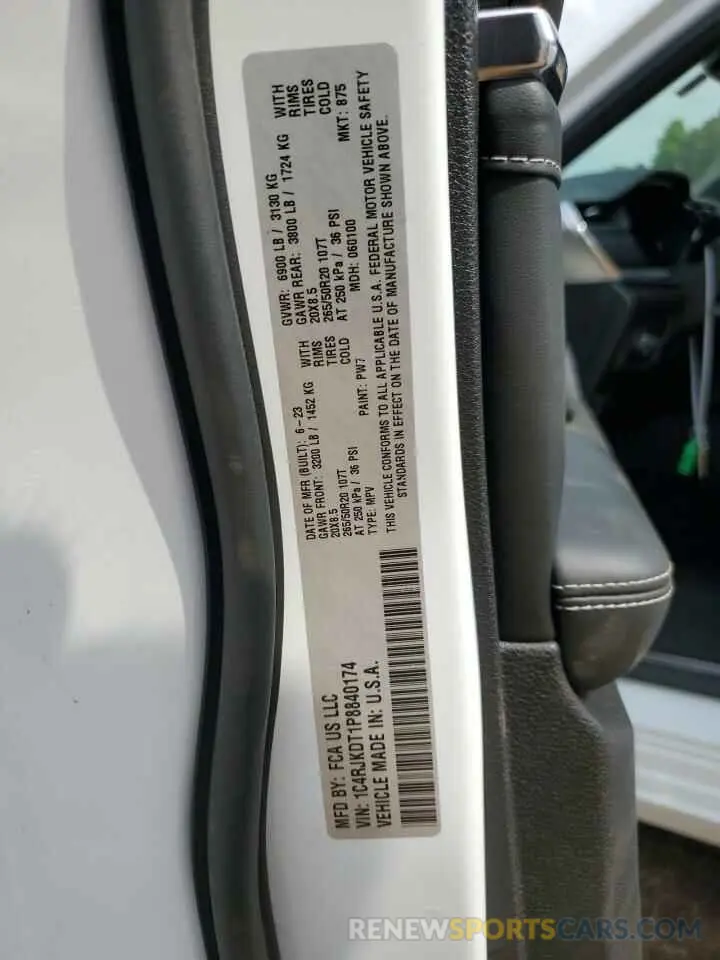 MFD BY: FCA US LLC
VIN: 1C4RJKDT1P8840174
VEHICLE MADE IN: U.S.A.
DATE OF MFR (BUILT): 6-23
GAWR FRONT: 3200 LB / 1452 KG WITH
20X8.5 RIMS
265/50R20 107T TIRES
AT 250 kPa / 36 PSI COLD
TYPE: MPV PAINT: PW7
GVWR: 6900 LB / 3130 KG
GAWR REAR: 3800 LB / 1724 KG WITH
20X8.5 RIMS
265/50R20 107T TIRES
AT 250 kPa / 36 PSI COLD
MDH: 060100 MKT: 875
THIS VEHICLE CONFORMS TO ALL APPLICABLE U.S.A. FEDERAL MOTOR VEHICLE SAFETY
STANDARDS IN EFFECT ON THE DATE OF MANUFACTURE SHOWN ABOVE.
RENEWSPORTSCARS.COM